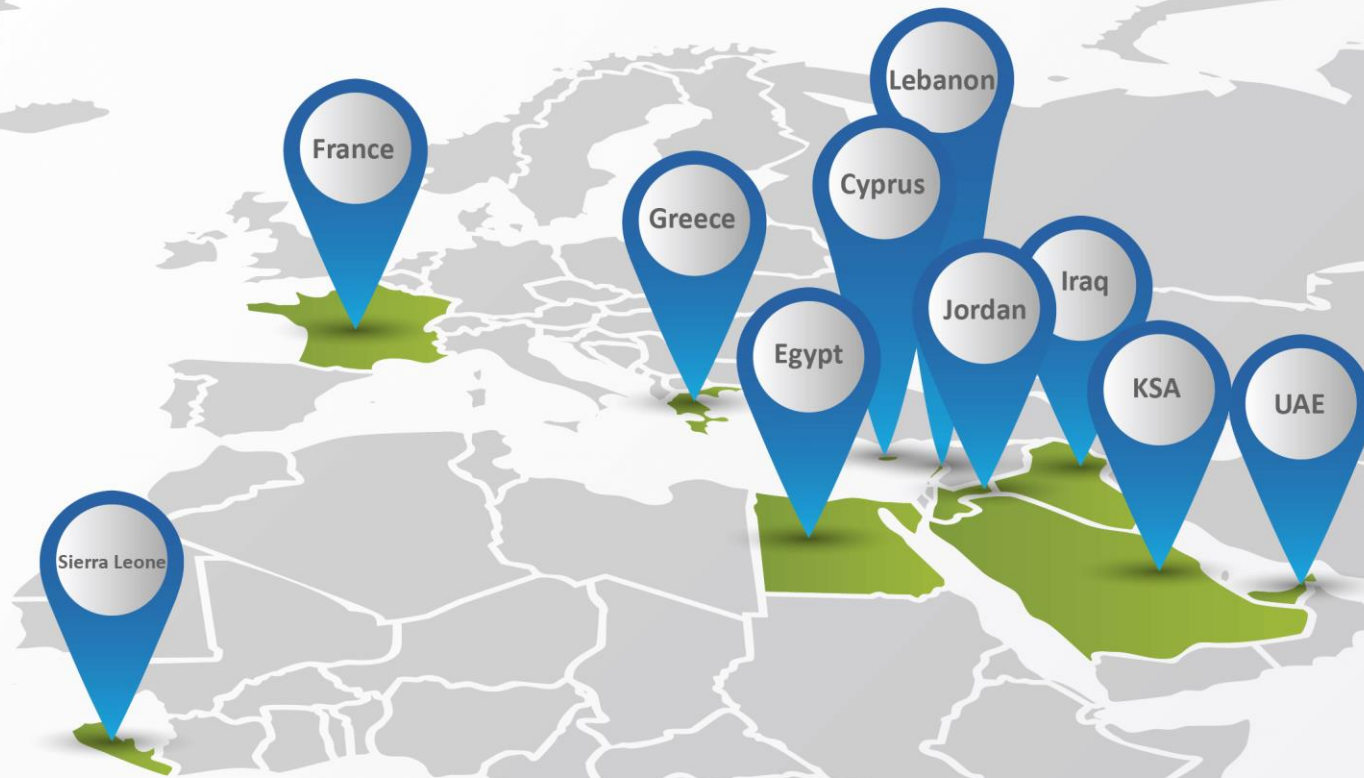 Lebanon
France
Cyprus
Greece
Iraq
Jordan
Egypt
KSA
UAE
Sierra Leone